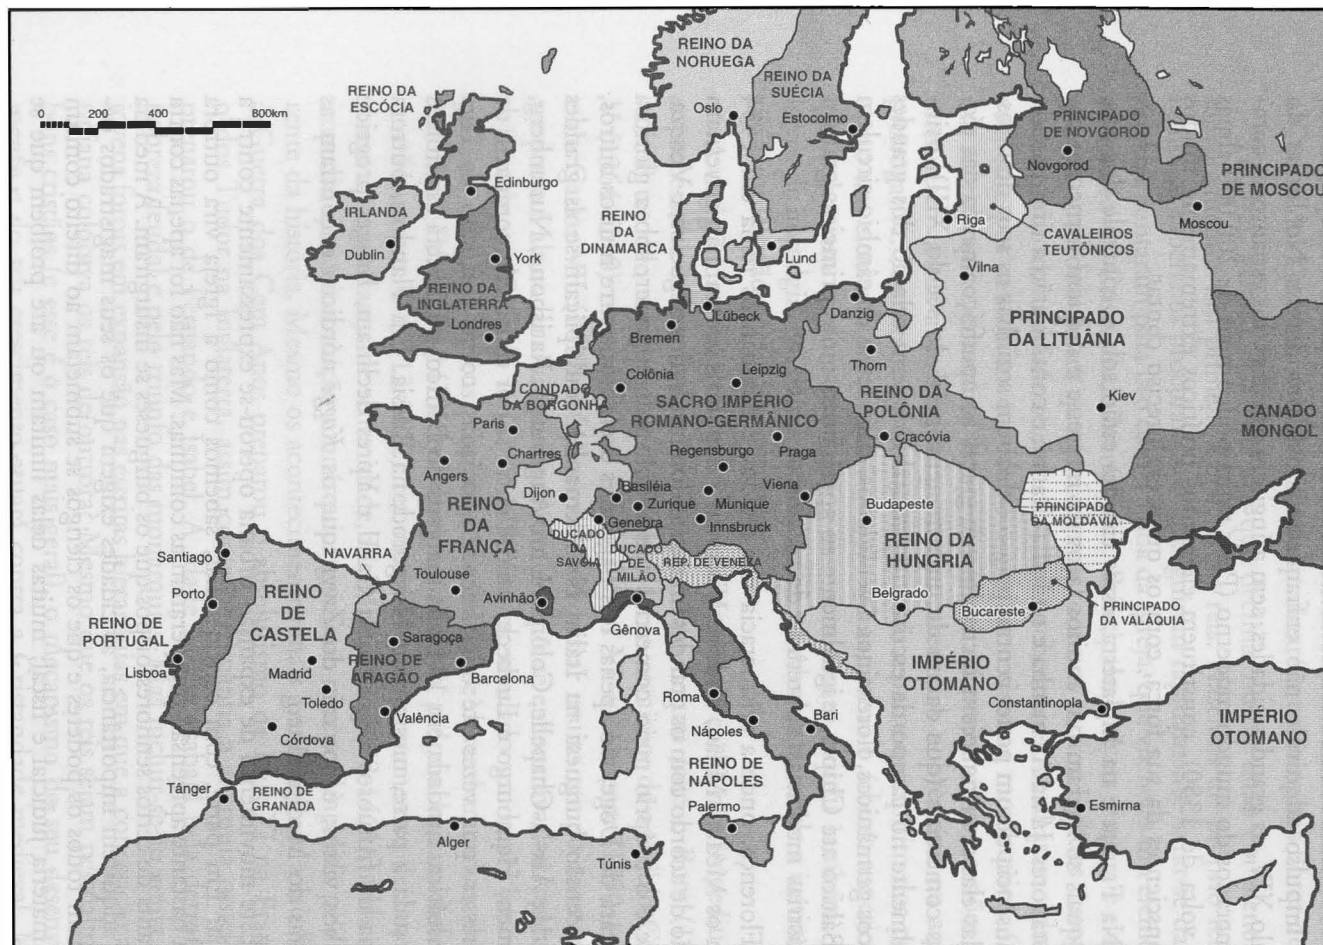 REINO DA
NORUEGA
REINO DA
SUÉCIA
REINO DA
ESCÓCIA
0 200 400 800km
Oslo
Estocolmo
PRINCIPADO
DE NOVGOROD
Novgorod
PRINCIPADO
DE MOSCOU
Moscou
Edinburgo
IRLANDA
Dublin
York
REINO DA
INGLATERRA
Londres
REINO
DA
DINAMARCA
Lund
Riga
CAVALEIROS
TEUTÔNICOS
Vilna
PRINCIPADO
DA LITUÂNIA
Kiev
Lübeck
Bremen
Danzig
Thorn
Colônia
Leipzig
CONDADO
DA BORGONHA
SACRO IMPÉRIO
ROMANO-GERMÂNICO
REINO DA
POLÔNIA
Cracóvia
CANADO
MONGOL
Paris
Chartres
Angers
Regensburgo
Praga
Dijon
Basiléia
Zurique
Munique
Viena
Genebra
Innsbruck
Budapeste
PRINCIPADO
DA MOLDÁVIA
REINO
DA
FRANÇA
DUCADO
DA
SAVOIA
DUCADO
DE
MILÃO
REP. DE VENEZA
REINO DA
HUNGRIA
Santiago
NAVARRA
Toulouse
Avinhão
Gênova
Belgrado
Bucareste
PRINCIPADO
DA VALÁQUIA
Porto
REINO
DE
CASTELA
REINO DE
PORTUGAL
Lisboa
Saragoça
REINO DE
ARAGÃO
Barcelona
Madrid
Toledo
Valência
Córdova
Roma
Nápoles
Bari
IMPÉRIO
OTOMANO
Constantinopla
IMPÉRIO
OTOMANO
REINO DE
NÁPOLES
Tânger
REINO DE
GRANADA
Palermo
Esmirna
Alger
Túnis